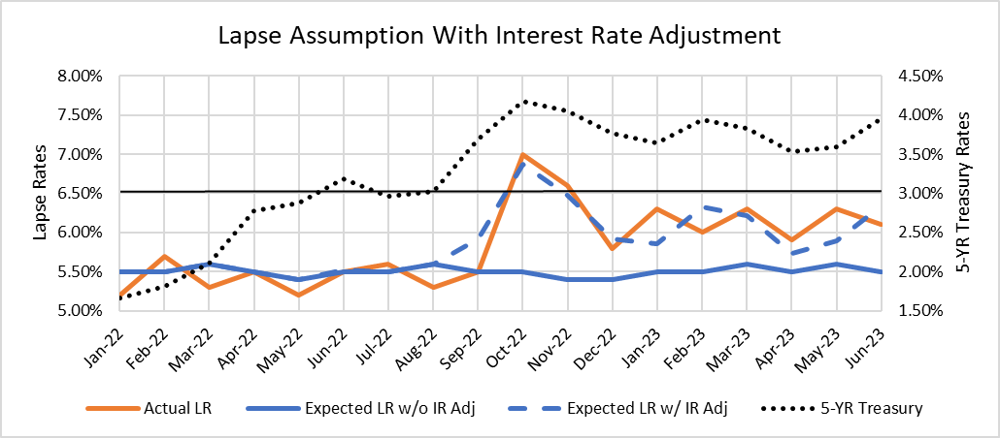 Lapse Assumption With Interest Rate Adjustment
8.00%
7.50%
7.00%
6.50%
6.00%
5.50%
5.00%
Lapse Rates
4.50%
4.00%
3.50%
3.00%
2.50%
2.00%
1.50%
5-YR Treasury Rates
Jan-22
Feb-22
Mar-22
Apr-22
May-22
Jun-22
Jul-22
Aug-22
Sep-22
Oct-22
Nov-22
Dec-22
Jan-23
Feb-23
Mar-23
Apr-23
May-23
Jun-23
Actual LR
Expected LR w/o IR Adj
Expected LR w/ IR Adj
5-YR Treasury